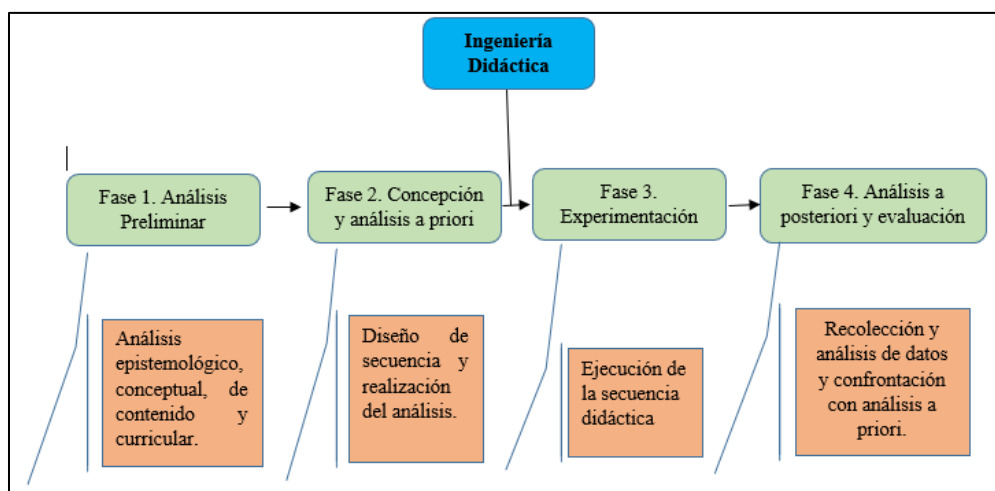 Ingeniería
Didáctica
Fase 1. Análisis
Preliminar
Fase 2. Concepción
y análisis a priori
Fase 3.
Experimentación
Fase 4. Análisis a
posteriori y evaluación
Análisis
epistemológico,
conceptual, de
contenido y
curricular.
Diseño de
secuencia y
realización
del análisis.
Ejecución de
la secuencia
didáctica
Recolección y
análisis de datos
y confrontación
con análisis a
priori.